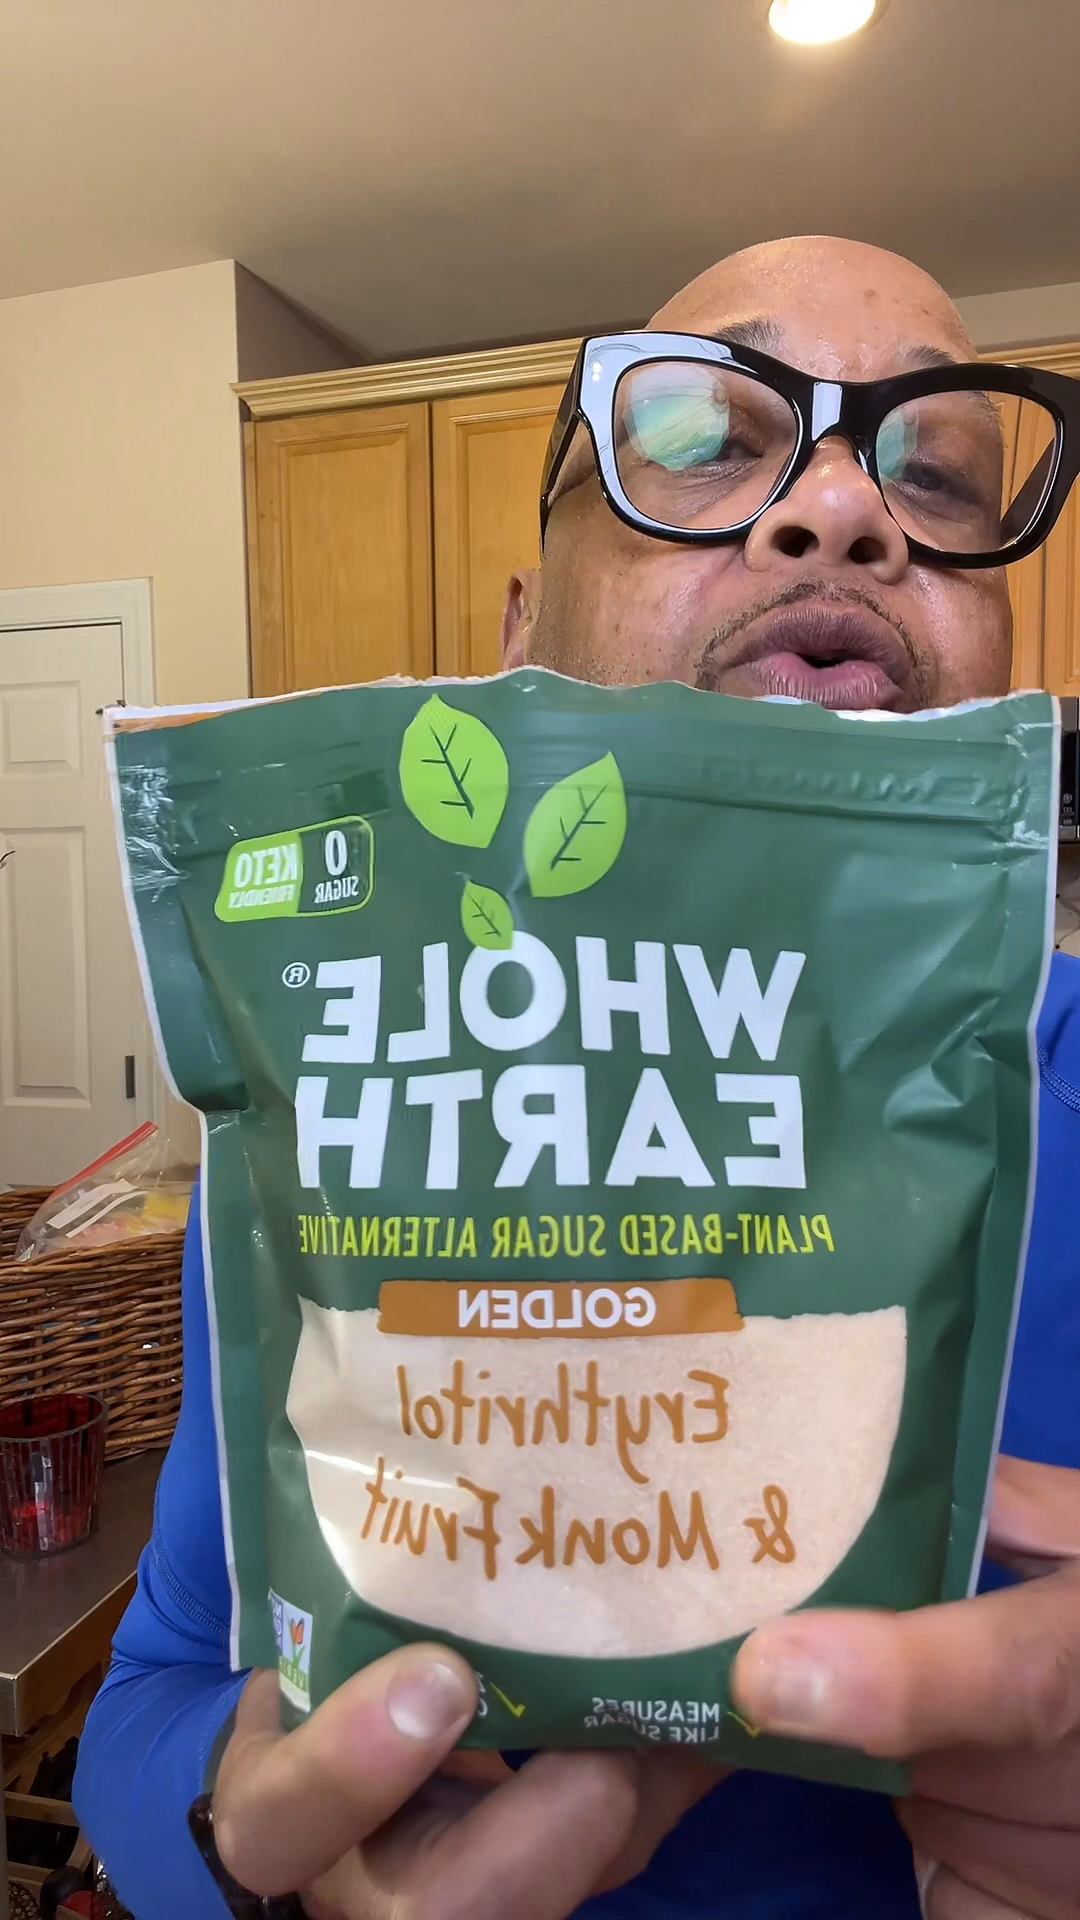 0
SUGAR
KETO
FRIENDLY
WHOLE®
EARTH
PLANT-BASED SUGAR ALTERNATIVE
GOLDEN
Erythritol
& Monk Fruit
MEASURES
LIKE SUGAR